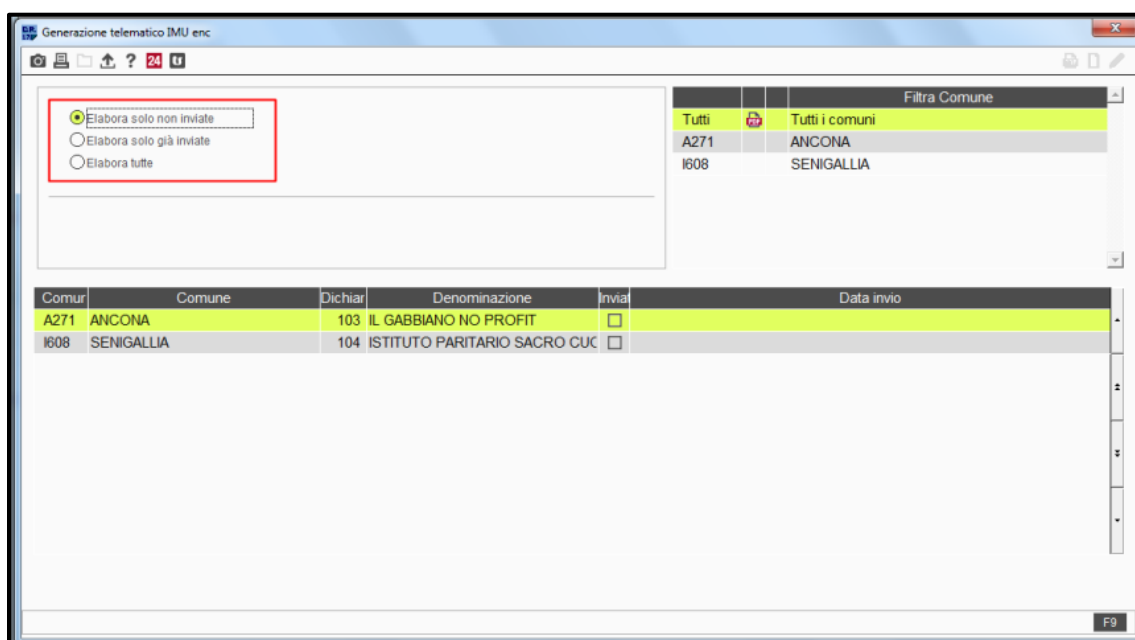 Generazione telematico IMU enc
? 24 U
Elabora solo non inviate
Elabora solo già inviate
Elabora tutte
Filtra Comune
Tutti Tutti i comuni
A271 ANCONA
I608 SENIGALLIA
Comur Comune Dichiar Denominazione Inviat Data invio
A271 ANCONA 103 IL GABBIANO NO PROFIT
I608 SENIGALLIA 104 ISTITUTO PARITARIO SACRO CUC
F9